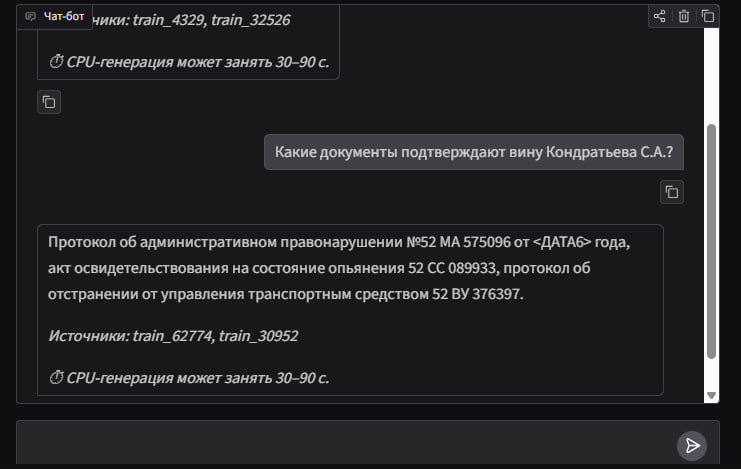 Чат-бот
чники: train_4329, train_32526
⏱ CPU-генерация может занять 30–90 с.
Какие документы подтверждают вину Кондратьева С.А.?
Протокол об административном правонарушении №52 МА 575096 от <ДАТА6> года,
акт освидетельствования на состояние опьянения 52 СС 089933, протокол об
отстранении от управления транспортным средством 52 ВУ 376397.
Источники: train_62774, train_30952
⏱ CPU-генерация может занять 30–90 с.